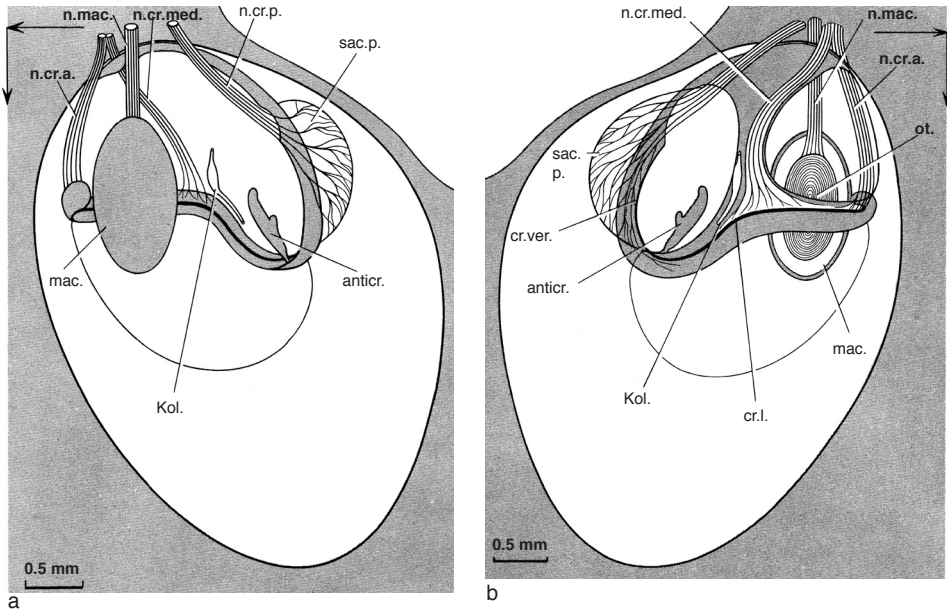 n.mac.
n.cr.med.
n.cr.p.
sac.p.
n.cr.a.
mac.
anticr.
Kol.
0.5 mm
a
n.cr.med.
n.mac.
n.cr.a.
ot.
sac.
p.
cr.ver.
anticr.
mac.
Kol.
cr.l.
0.5 mm
b